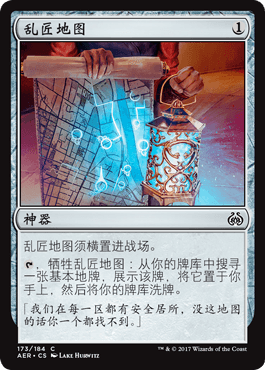 乱匠地图 1
神器
乱匠地图须横置进战场。
，牺牲乱匠地图：从你的牌库中搜寻
一张基本地牌，展示该牌，将它置于你
手上，然后将你的牌库洗牌。
「我们在每一区都有安全居所，没这地图
的话你一个都找不到。」
173/184 C
AER • CS LAKE HURWITZ
™ & © 2017 Wizards of the Coast